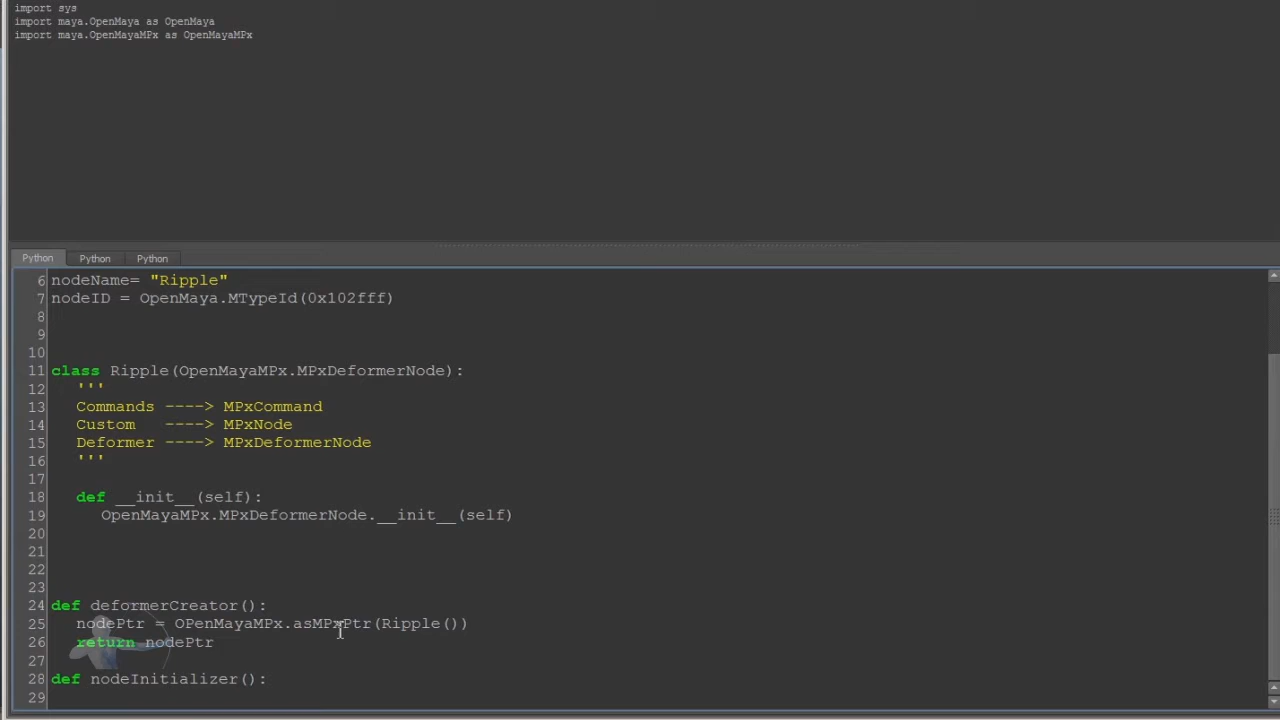 import sys
import maya.OpenMaya as OpenMaya
import maya.OpenMayaMPx as OpenMayaMPx
Python Python Python
6 nodeName= "Ripple"
7 nodeID = OpenMaya.MTypeId(0x102fff)
8
9
10
11 class Ripple(OpenMayaMPx.MPxDeformerNode):
12 '''
13 Commands ----> MPxCommand
14 Custom ----> MPxNode
15 Deformer ----> MPxDeformerNode
16 '''
17
18 def __init__(self):
19 OpenMayaMPx.MPxDeformerNode.__init__(self)
20
21
22
23
24 def deformerCreator():
25 nodePtr = OPenMayaMPx.asMPxPtr(Ripple())
26 return nodePtr
27
28 def nodeInitializer():
29